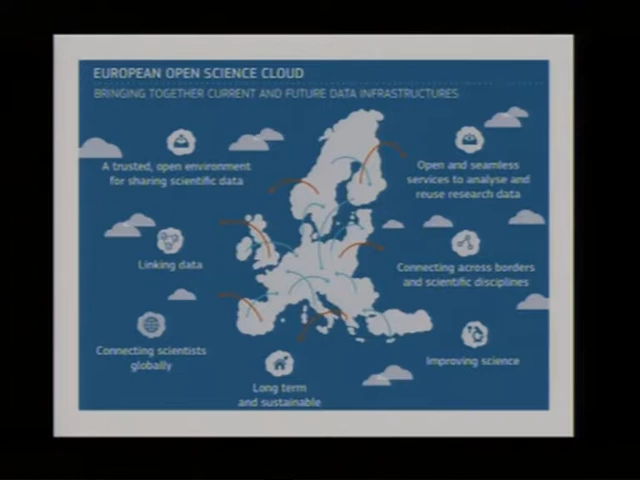 EUROPEAN OPEN SCIENCE CLOUD
BRINGING TOGETHER CURRENT AND FUTURE DATA INFRASTRUCTURES
A trusted, open environment
for sharing scientific data
Open and seamless
services to analyse and
reuse research data
Linking data
Connecting across borders
and scientific disciplines
Connecting scientists
globally
Improving science
Long term
and sustainable